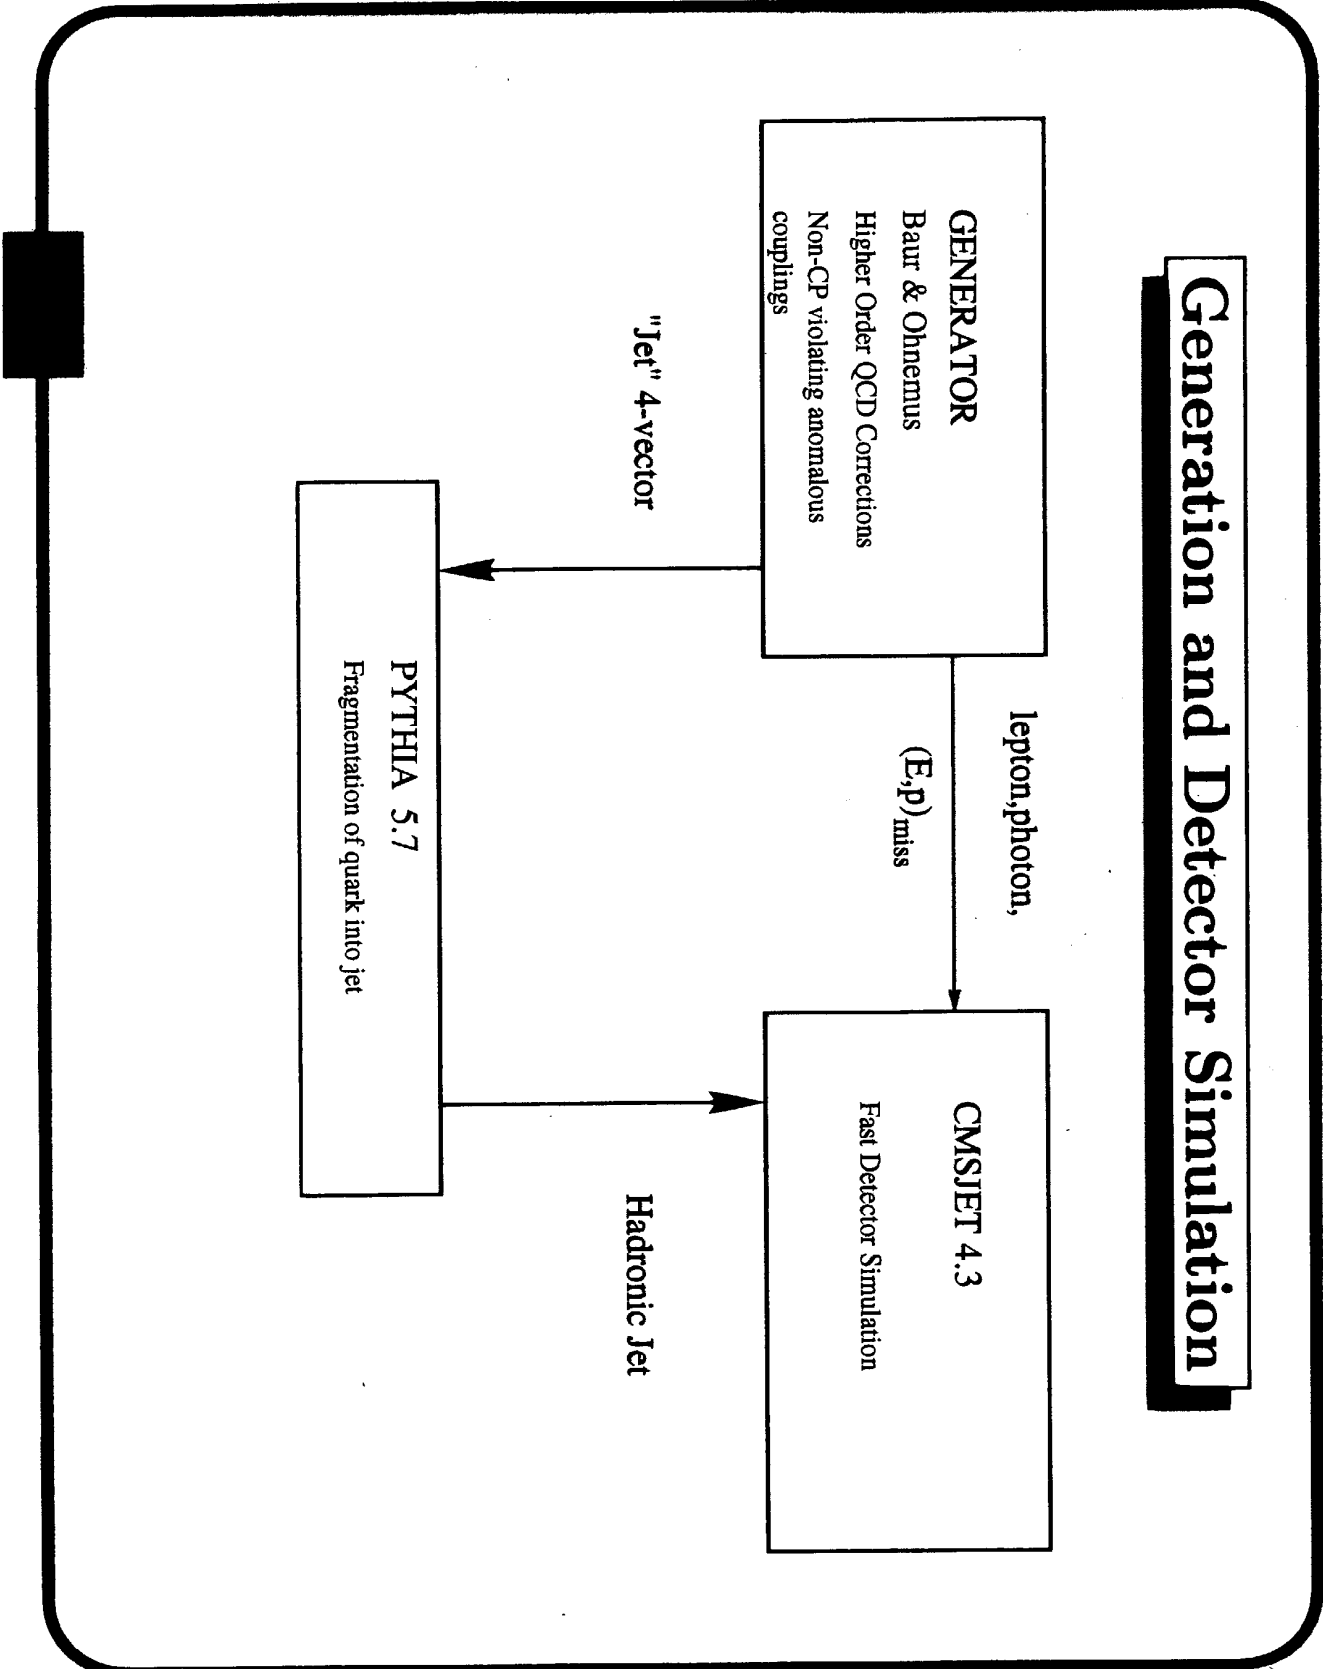 Generation and Detector Simulation
GENERATOR
Baur & Ohnemus
Higher Order QCD Corrections
Non-CP violating anomalous
couplings
lepton,photon,
(E,p)miss
CMSJET 4.3
Fast Detector Simulation
"Jet" 4-vector
Hadronic Jet
PYTHIA 5.7
Fragmentation of quark into jet